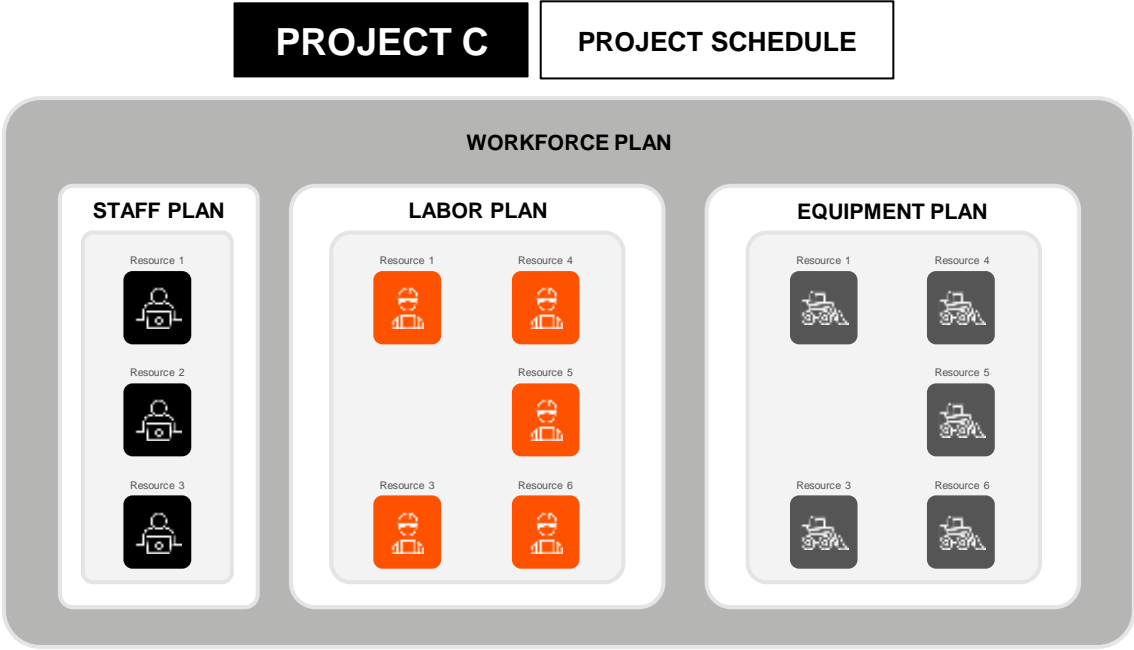 PROJECT C
PROJECT SCHEDULE
WORKFORCE PLAN
STAFF PLAN
Resource 1
Resource 2
Resource 3
LABOR PLAN
Resource 1
Resource 4
Resource 5
Resource 3
Resource 6
EQUIPMENT PLAN
Resource 1
Resource 4
Resource 5
Resource 3
Resource 6